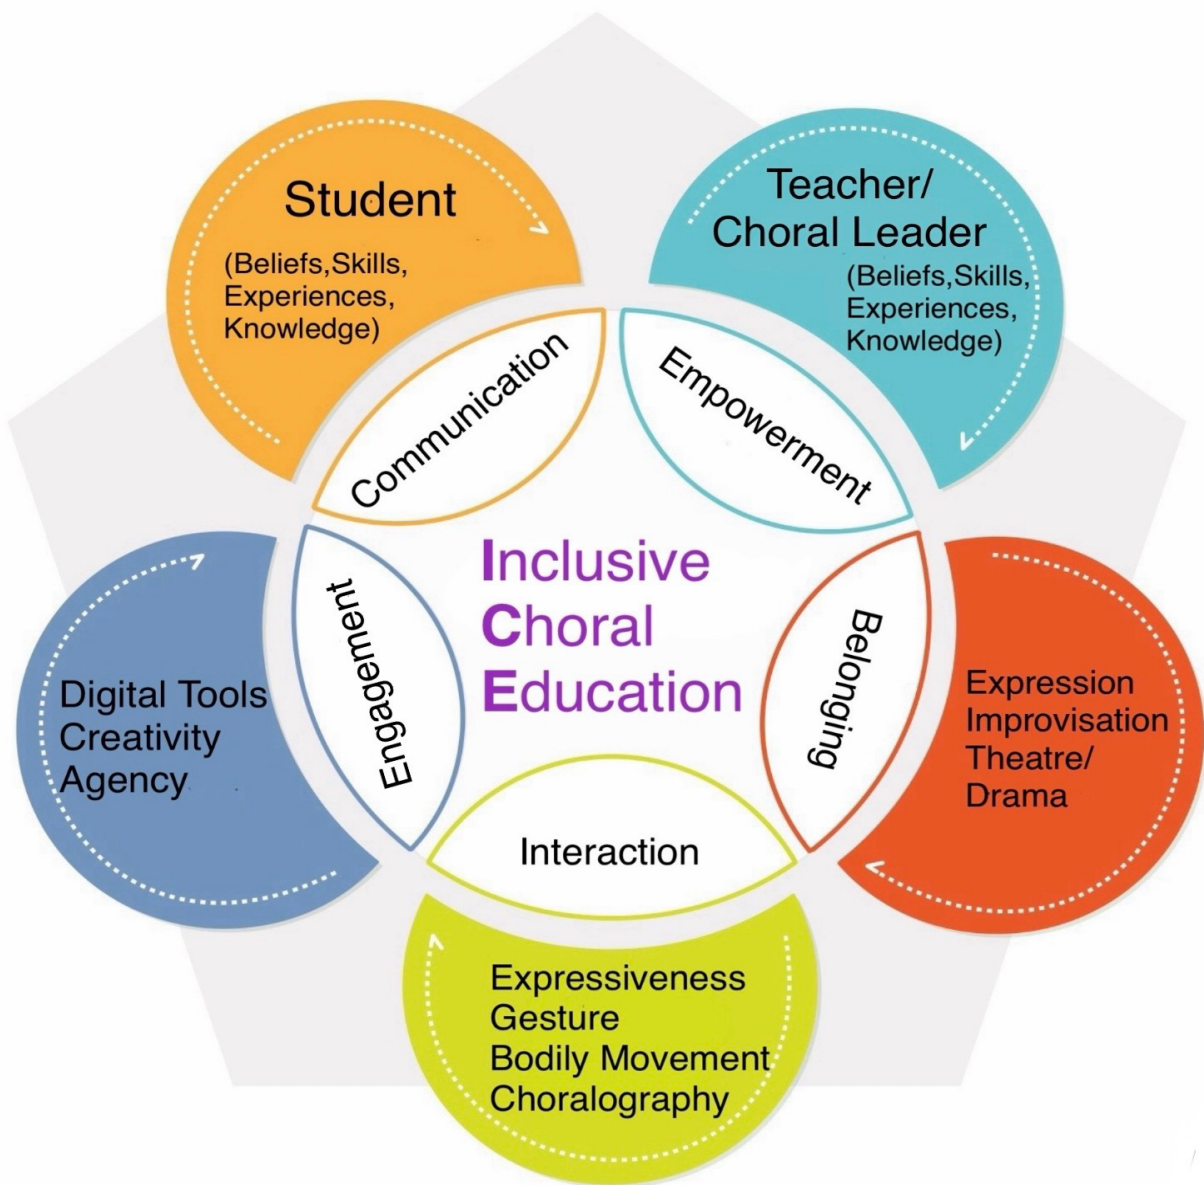 Student
(Beliefs,Skills,
Experiences,
Knowledge)
Teacher/
Choral Leader
(Beliefs,Skills,
Experiences,
Knowledge)
Communication
Empowerment
Inclusive
Choral
Education
Engagement
Belonging
Digital Tools
Creativity
Agency
Expression
Improvisation
Theatre/
Drama
Interaction
Expressiveness
Gesture
Bodily Movement
Choralography